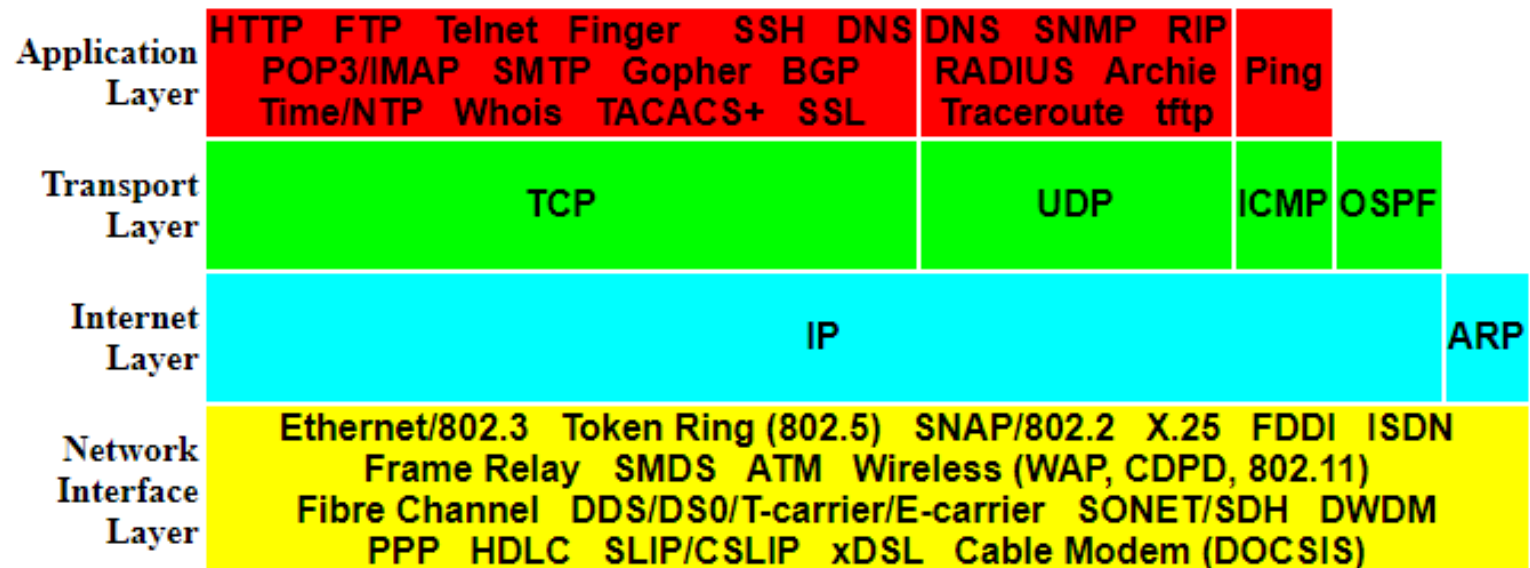 Application
Layer
HTTP FTP Telnet Finger SSH DNS
POP3/IMAP SMTP Gopher BGP
Time/NTP Whois TACACS+ SSL
DNS SNMP RIP
RADIUS Archie
Traceroute tftp
Ping
Transport
Layer
TCP
UDP
ICMP
OSPF
Internet
Layer
IP
ARP
Network
Interface
Layer
Ethernet/802.3 Token Ring (802.5) SNAP/802.2 X.25 FDDI ISDN
Frame Relay SMDS ATM Wireless (WAP, CDPD, 802.11)
Fibre Channel DDS/DS0/T-carrier/E-carrier SONET/SDH DWDM
PPP HDLC SLIP/CSLIP xDSL Cable Modem (DOCSIS)